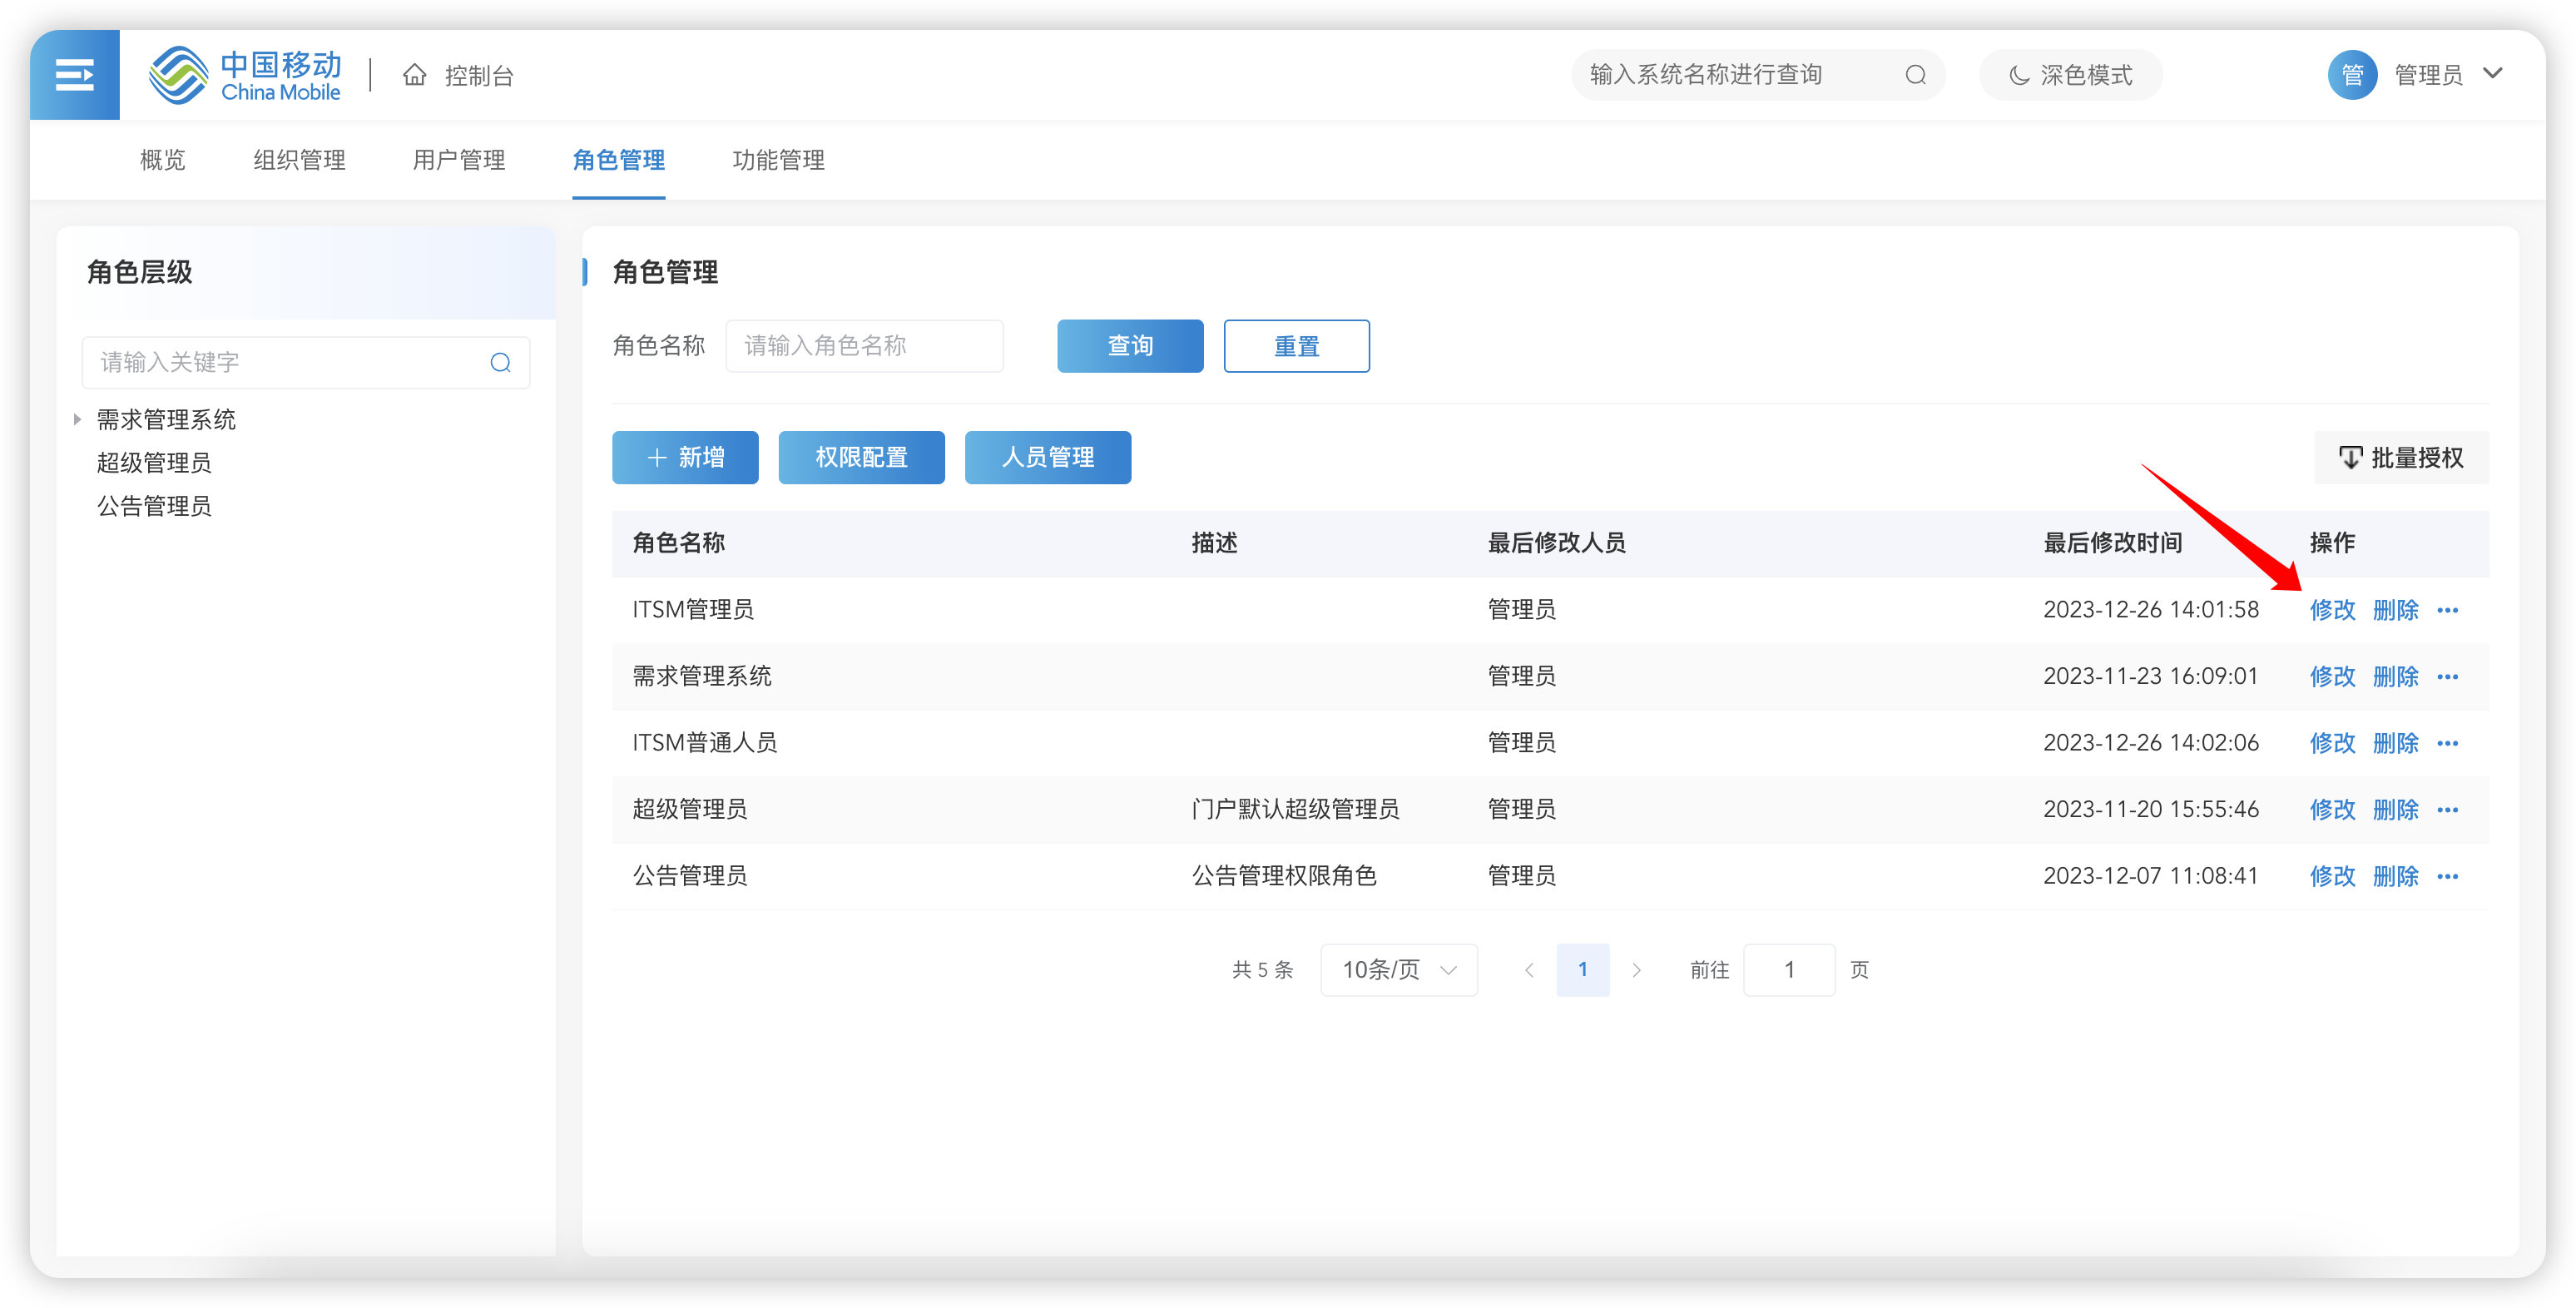 中国移动
China Mobile
控制台
输入系统名称进行查询
深色模式
管
管理员
概览 组织管理 用户管理 角色管理 功能管理
角色层级
请输入关键字
需求管理系统
超级管理员
公告管理员
角色管理
角色名称 请输入角色名称 查询 重置
新增 权限配置 人员管理 批量授权
角色名称 描述 最后修改人员 最后修改时间 操作
ITSM管理员 管理员 2023-12-26 14:01:58 修改 删除 •••
需求管理系统 管理员 2023-11-23 16:09:01 修改 删除 •••
ITSM普通人员 管理员 2023-12-26 14:02:06 修改 删除 •••
超级管理员 门户默认超级管理员 管理员 2023-11-20 15:55:46 修改 删除 •••
公告管理员 公告管理权限角色 管理员 2023-12-07 11:08:41 修改 删除 •••
共 5 条 10条/页 1 前往 1 页